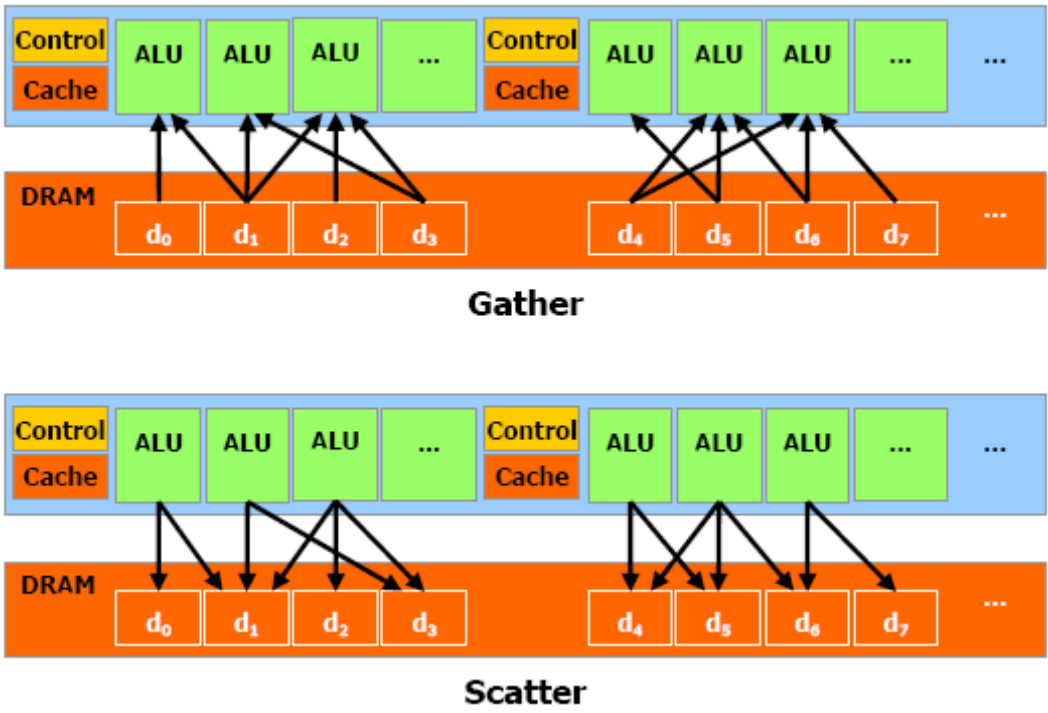 Control ALU ALU ALU ... Control ALU ALU ALU ... ...
Cache Cache
DRAM ...
d₀ d₁ d₂ d₃ d₄ d₅ d₆ d₇
Gather
Control ALU ALU ALU ... Control ALU ALU ALU ... ...
Cache Cache
DRAM ...
d₀ d₁ d₂ d₃ d₄ d₅ d₆ d₇
Scatter